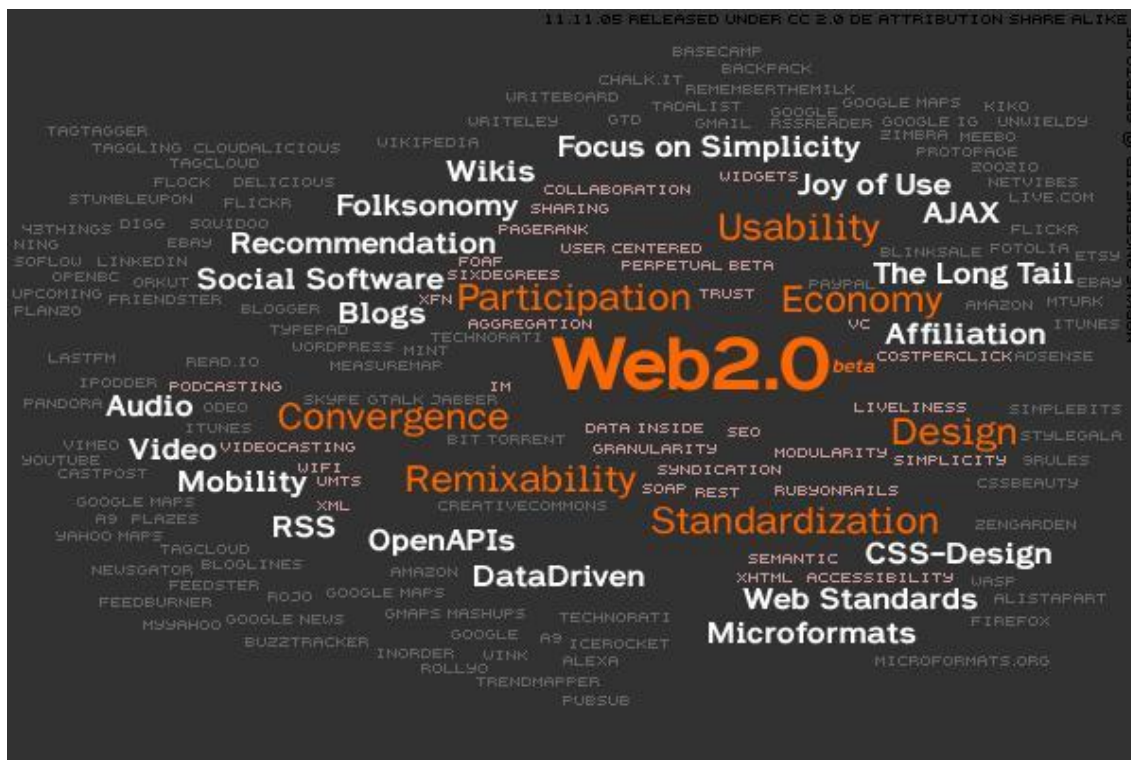 11.11.05 RELEASED UNDER CC 2.0 DE ATTRIBUTION SHARE ALIKE
BASECAMP
BACKPACK
CHALK.IT
REMEMBERTHEMILK
WRITEBOARD
TADALIST
GOOGLE
GOOGLE MAPS
KIKO
WRITELEY
GTD
GMAIL
RSSREADER
GOOGLE IG
UNWIELDY
TAGTAGGER
WIKIPEDIA
Focus on Simplicity
ZIMBRA
MEEBO
TAGGLING
CLOUDALICIOUS
PROTOPAGE
TAGCLOUD
Wikis
WIDGETS
ZOOZIO
FLOCK
DELICIOUS
COLLABORATION
Joy of Use
NETVIBES
STUMBLEUPON
FLICKR
Folksonomy
SHARING
LIVE.COM
AJAX
43THINGS
DIGG
SQUIDOO
PAGERANK
Usability
FLICKR
NING
EBAY
Recommendation
USER CENTERED
BLINKSALE
FOTOLIA
ETSY
SOFLOW
LINKEDIN
FOAF
PERPETUAL BETA
OPENBC
ORKUT
Social Software
SIXDEGREES
The Long Tail
EBAY
UPCOMING
FRIENDSTER
XFN
Participation
TRUST
PAYPAL
Economy
AMAZON
MTURK
PLANZO
BLOGGER
Blogs
TYPEPAD
AGGREGATION
VC
Affiliation
ITUNES
WORDPRESS
MINT
TECHNORATI
LASTFM
READ.IO
MEASUREMAP
Web2.0 beta
COSTPERCLICK
ADSENSE
IPODDER
PODCASTING
IM
PANDORA
Audio
ODEO
SKYPE GTALK JABBER
LIVELINESS
SIMPLEBITS
ITUNES
Convergence
DATA INSIDE
SEO
Design
STYLEGALA
VIMEO
Video
VIDEOCASTING
BIT TORRENT
GRANULARITY
MODULARITY
SIMPLICITY
9RULES
YOUTUBE
CASTPOST
WIFI
SYNDICATION
Mobility
UMTS
Remixability
SOAP
REST
RUBYONRAILS
CSSBEAUTY
GOOGLE MAPS
XML
CREATIVECOMMONS
A9
PLAZES
RSS
Standardization
ZENGARDEN
YAHOO MAPS
OpenAPIs
TAGCLOUD
SEMANTIC
CSS-Design
NEWSGATOR
BLOGLINES
AMAZON
DataDriven
XHTML
ACCESSIBILITY
WASP
FEEDSTER
ROJO
GOOGLE MAPS
Web Standards
ALISTAPART
FEEDBURNER
GMAPS MASHUPS
TECHNORATI
FIREFOX
MYYAHOO
GOOGLE NEWS
GOOGLE
A9
Microformats
BUZZTRACKER
ICEROCKET
INORDER
WINK
ALEXA
MICROFORMATS.ORG
ROLLYO
TRENDMAPPER
PUBSUB